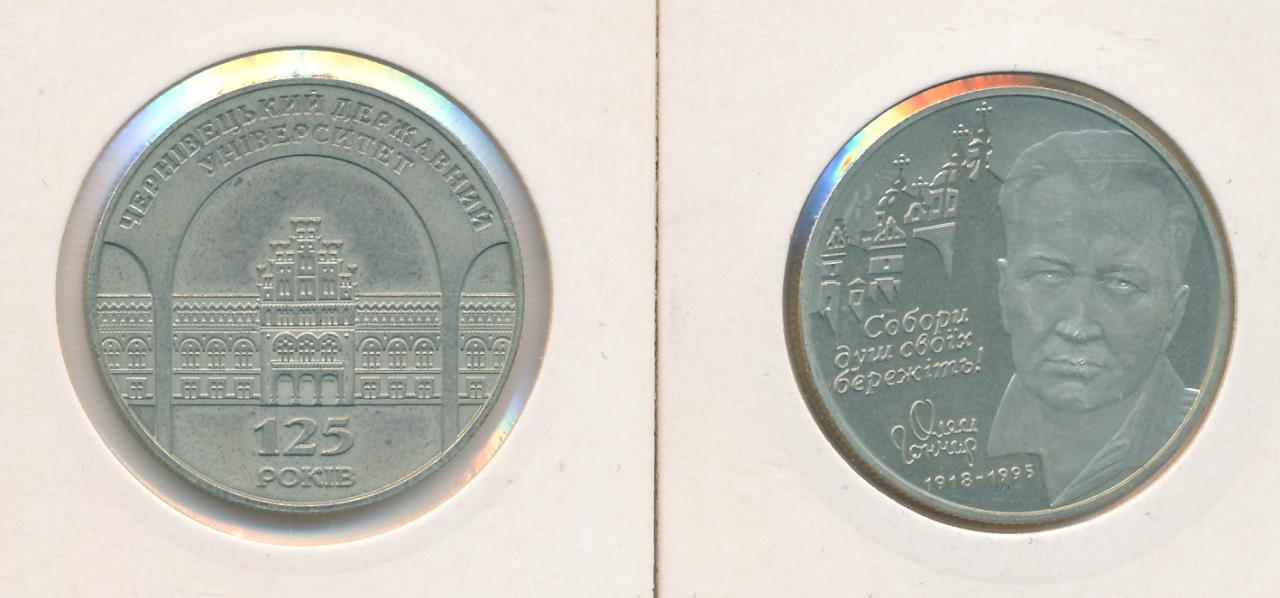 ЧЕРНІВЕЦЬКИЙ ДЕРЖАВНИЙ
УНІВЕРСИТЕТ
125
РОКІВ
Собори
душ своїх
бережіть!
Олесь
Гончар
1918-1995